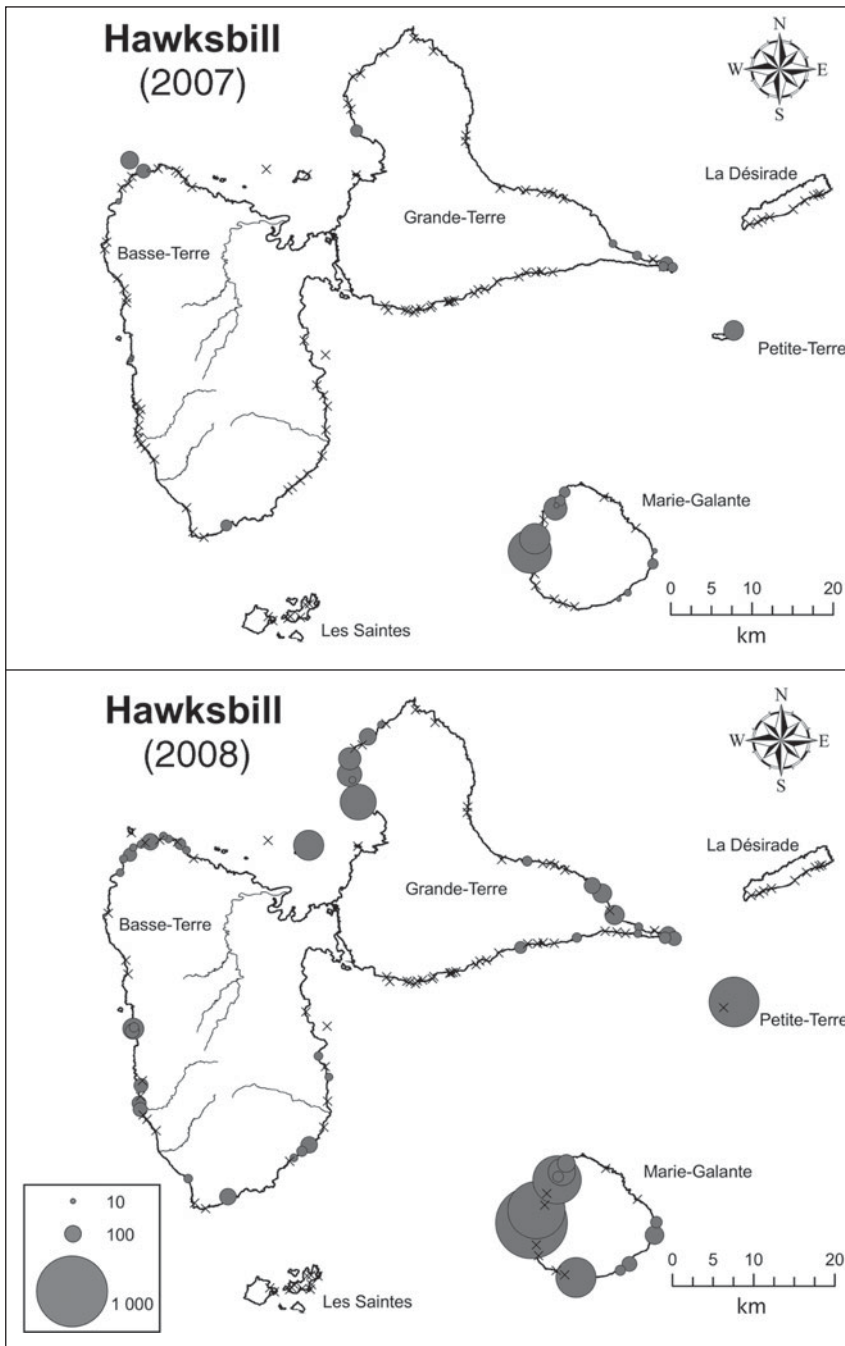 Hawksbill
(2007)
N
W E
S
La Désirade
Grande-Terre
Basse-Terre
Petite-Terre
Marie-Galante
0 5 10 20
km
Les Saintes
Hawksbill
(2008)
N
W E
S
La Désirade
Grande-Terre
Basse-Terre
Petite-Terre
Marie-Galante
10
100
1 000
0 5 10 20
km
Les Saintes